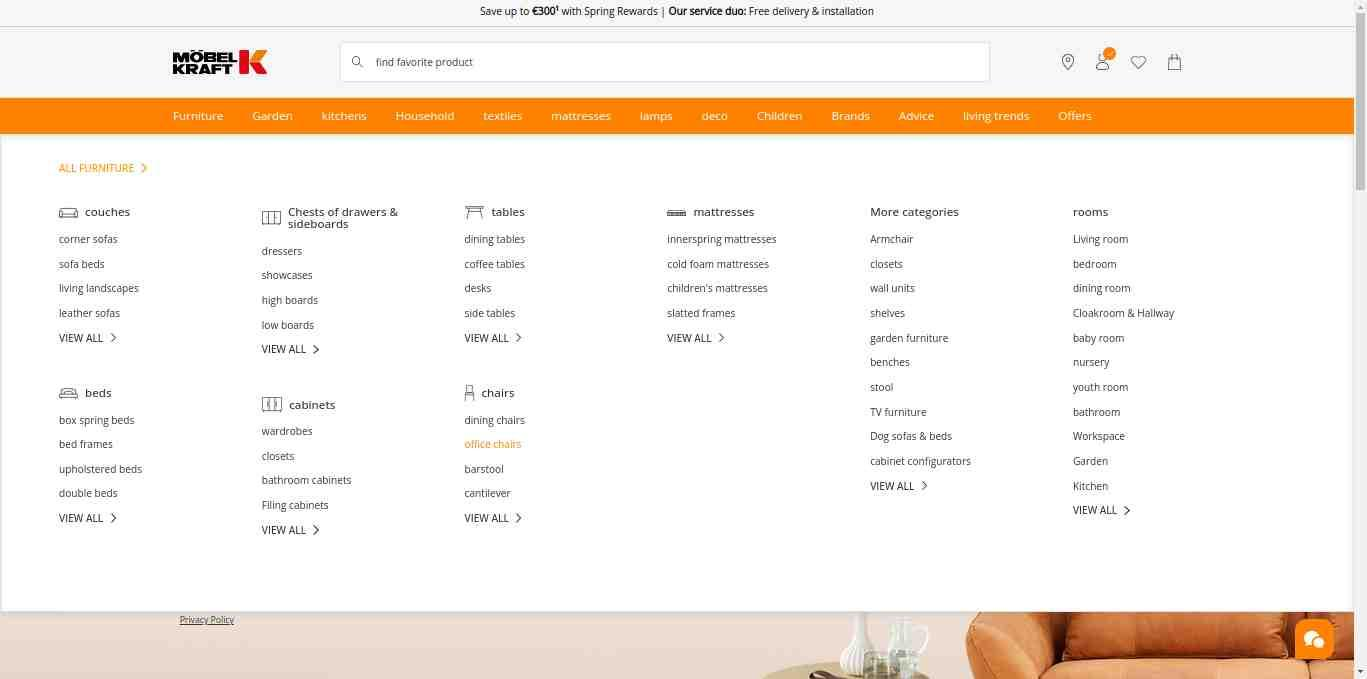 Save up to €300¹ with Spring Rewards | Our service duo: Free delivery & installation
MÖBEL
KRAFT
find favorite product
Furniture Garden kitchens Household textiles mattresses lamps deco Children Brands Advice living trends Offers
ALL FURNITURE
couches
corner sofas
sofa beds
living landscapes
leather sofas
VIEW ALL
beds
box spring beds
bed frames
upholstered beds
double beds
VIEW ALL
Chests of drawers &
sideboards
dressers
showcases
high boards
low boards
VIEW ALL
cabinets
wardrobes
closets
bathroom cabinets
Filing cabinets
VIEW ALL
tables
dining tables
coffee tables
desks
side tables
VIEW ALL
chairs
dining chairs
office chairs
barstool
cantilever
VIEW ALL
mattresses
innerspring mattresses
cold foam mattresses
children's mattresses
slatted frames
VIEW ALL
More categories
Armchair
closets
wall units
shelves
garden furniture
benches
stool
TV furniture
Dog sofas & beds
cabinet configurators
VIEW ALL
rooms
Living room
bedroom
dining room
Cloakroom & Hallway
baby room
nursery
youth room
bathroom
Workspace
Garden
Kitchen
VIEW ALL
Privacy Policy